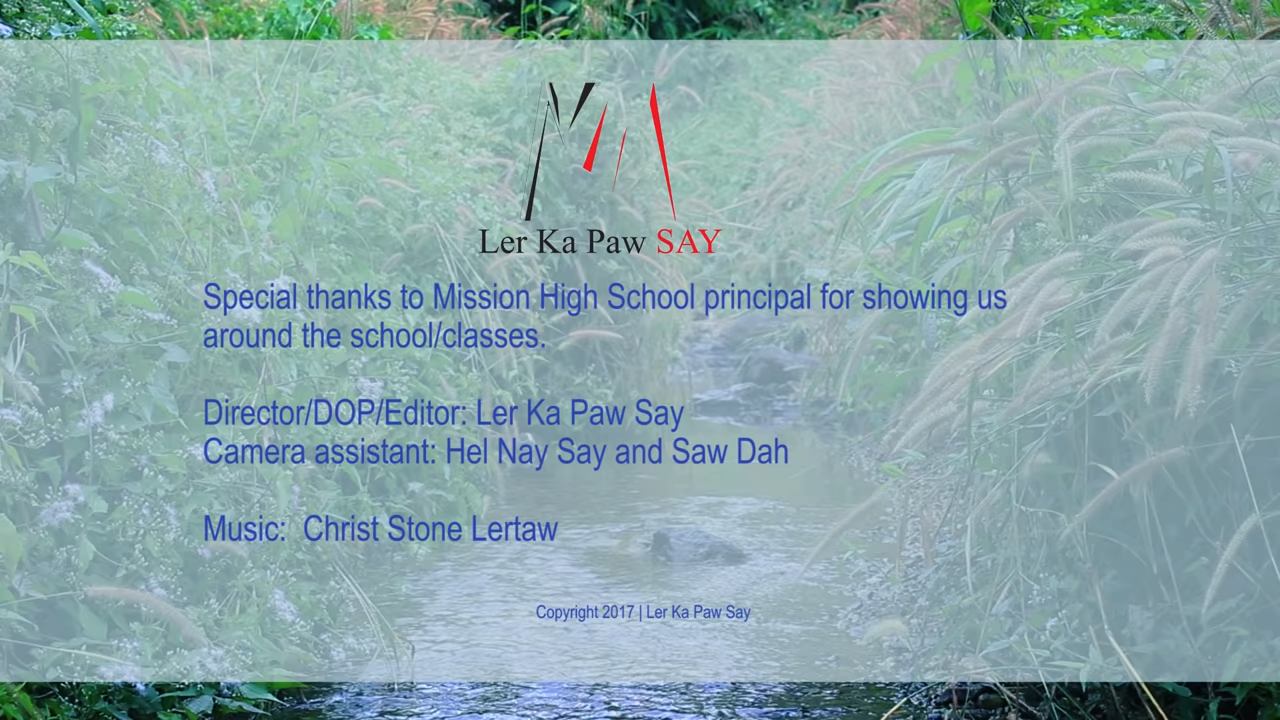 Ler Ka Paw SAY
Special thanks to Mission High School principal for showing us
around the school/classes.
Director/DOP/Editor: Ler Ka Paw Say
Camera assistant: Hel Nay Say and Saw Dah
Music:  Christ Stone Lertaw
Copyright 2017 | Ler Ka Paw Say